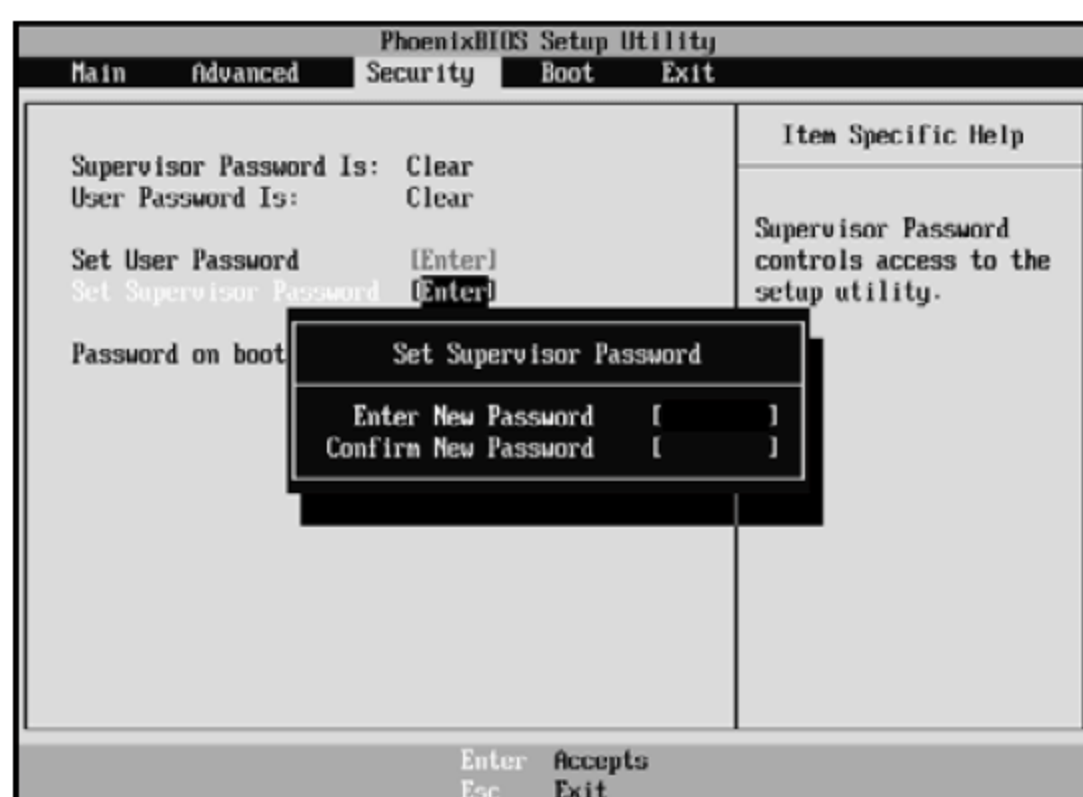 PhoenixBIOS Setup Utility
Main Advanced Security Boot Exit
Item Specific Help
Supervisor Password Is: Clear
User Password Is: Clear
Set User Password [Enter]
Set Supervisor Password [Enter]
Password on boot
Supervisor Password
controls access to the
setup utility.
Set Supervisor Password
Enter New Password [ ]
Confirm New Password [ ]
Enter Accepts
Esc Exit